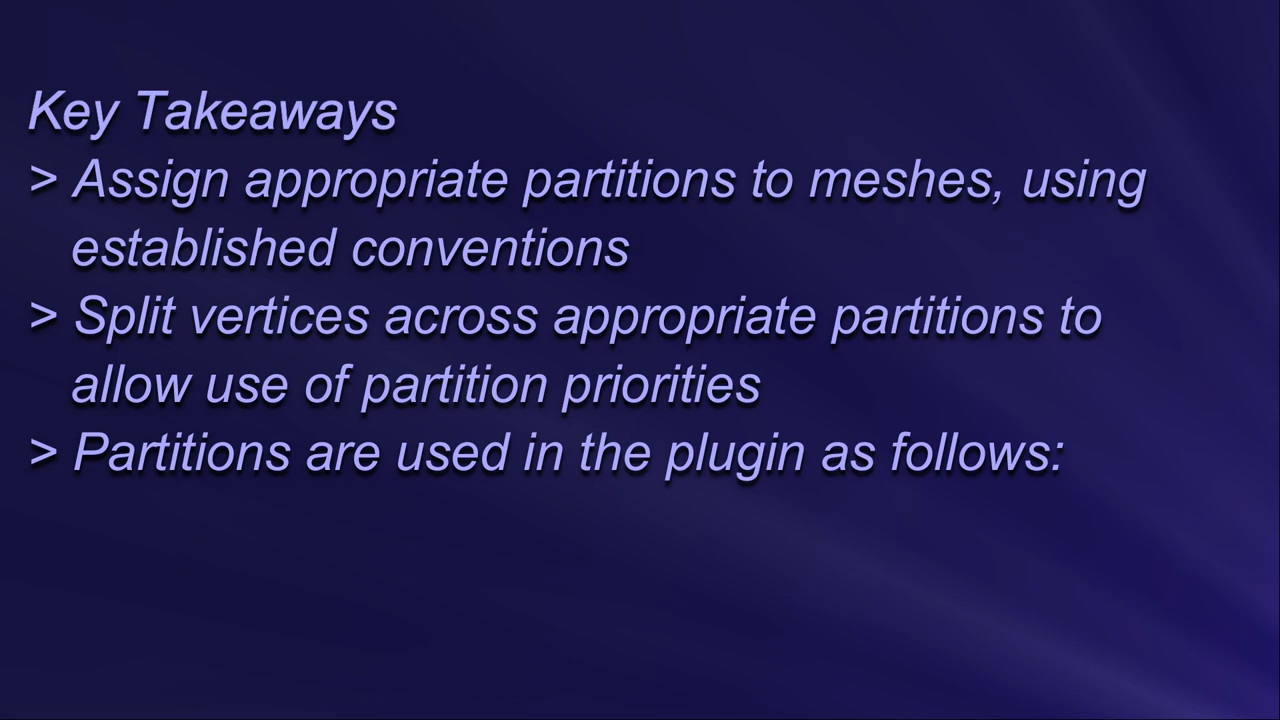 Key Takeaways
> Assign appropriate partitions to meshes, using
established conventions
> Split vertices across appropriate partitions to
allow use of partition priorities
> Partitions are used in the plugin as follows: